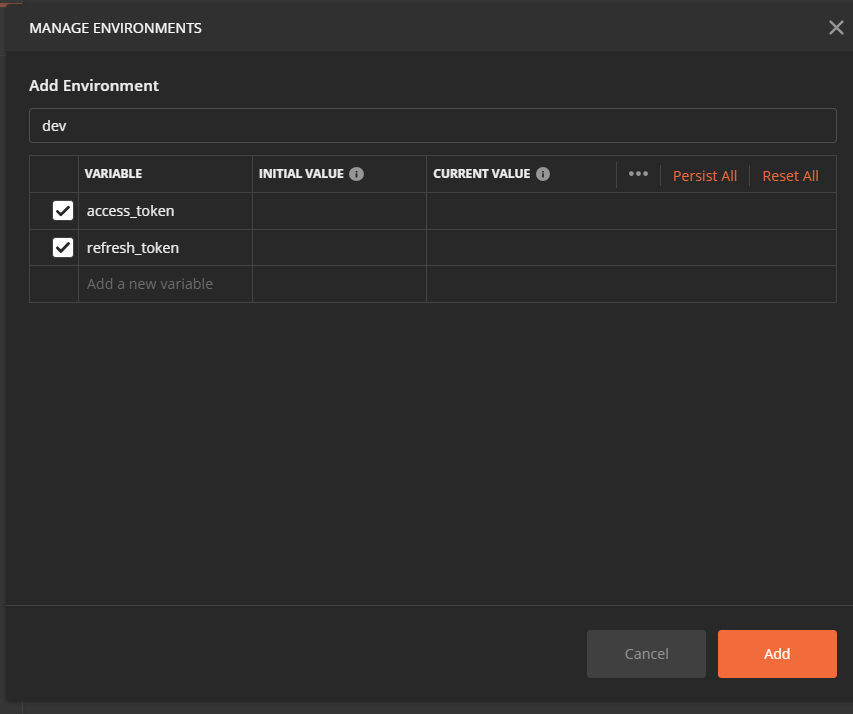 MANAGE ENVIRONMENTS
Add Environment
dev
VARIABLE INITIAL VALUE CURRENT VALUE ••• Persist All Reset All
access_token
refresh_token
Add a new variable
Cancel Add